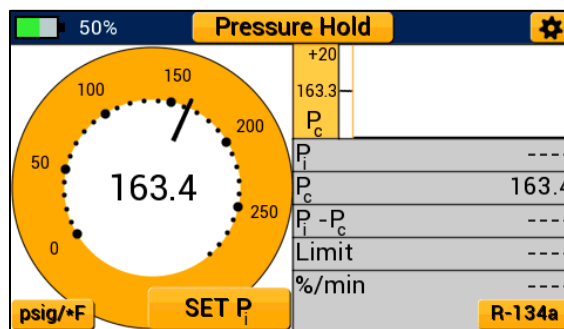 50%
Pressure Hold
0
50
100
150
200
250
163.4
psig/*F
SET Pi
+20
163.3
Pc
Pi ----
Pc 163.4
Pi -Pc ----
Limit ----
%/min ----
R-134a